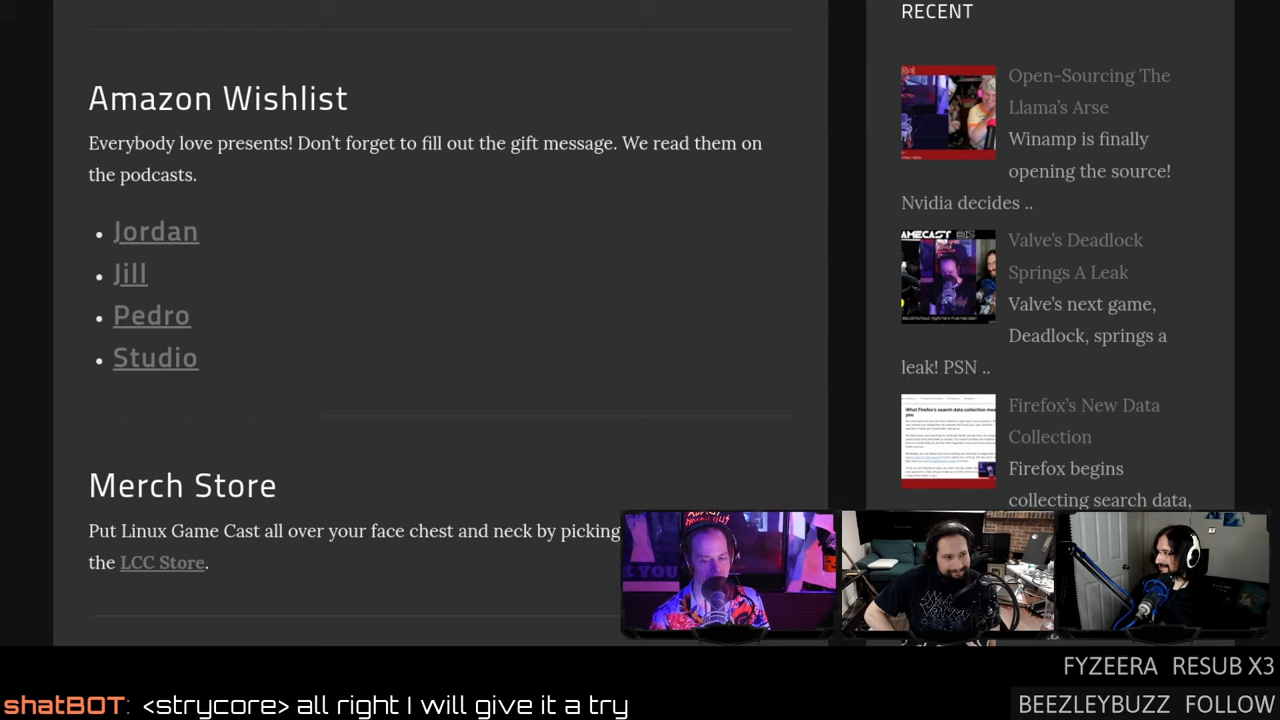 Amazon Wishlist
Everybody love presents! Don't forget to fill out the gift message. We read them on
the podcasts.
Jordan
Jill
Pedro
Studio
Merch Store
Put Linux Game Cast all over your face chest and neck by picking
the LCC Store.
RECENT
Open-Sourcing The
Llama's Arse
Winamp is finally
opening the source!
Nvidia decides ..
Valve's Deadlock
Springs A Leak
Valve's next game,
Deadlock, springs a
leak! PSN ..
Firefox's New Data
Collection
Firefox begins
collecting search data,
FYZEERA RESUB X3
shatBOT: <strycore> all right I will give it a try
BEEZLEYBUZZ FOLLOW